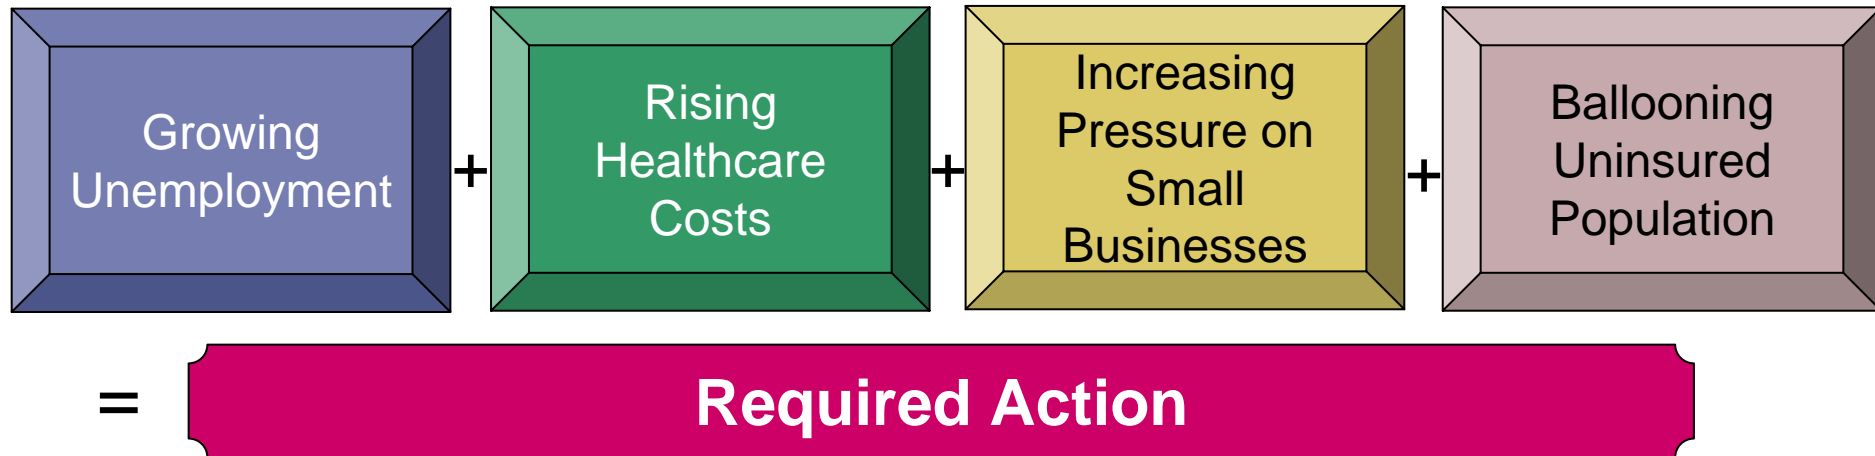 Growing
Unemployment
+
Rising
Healthcare
Costs
+
Increasing
Pressure on
Small
Businesses
+
Ballooning
Uninsured
Population
=
Required Action